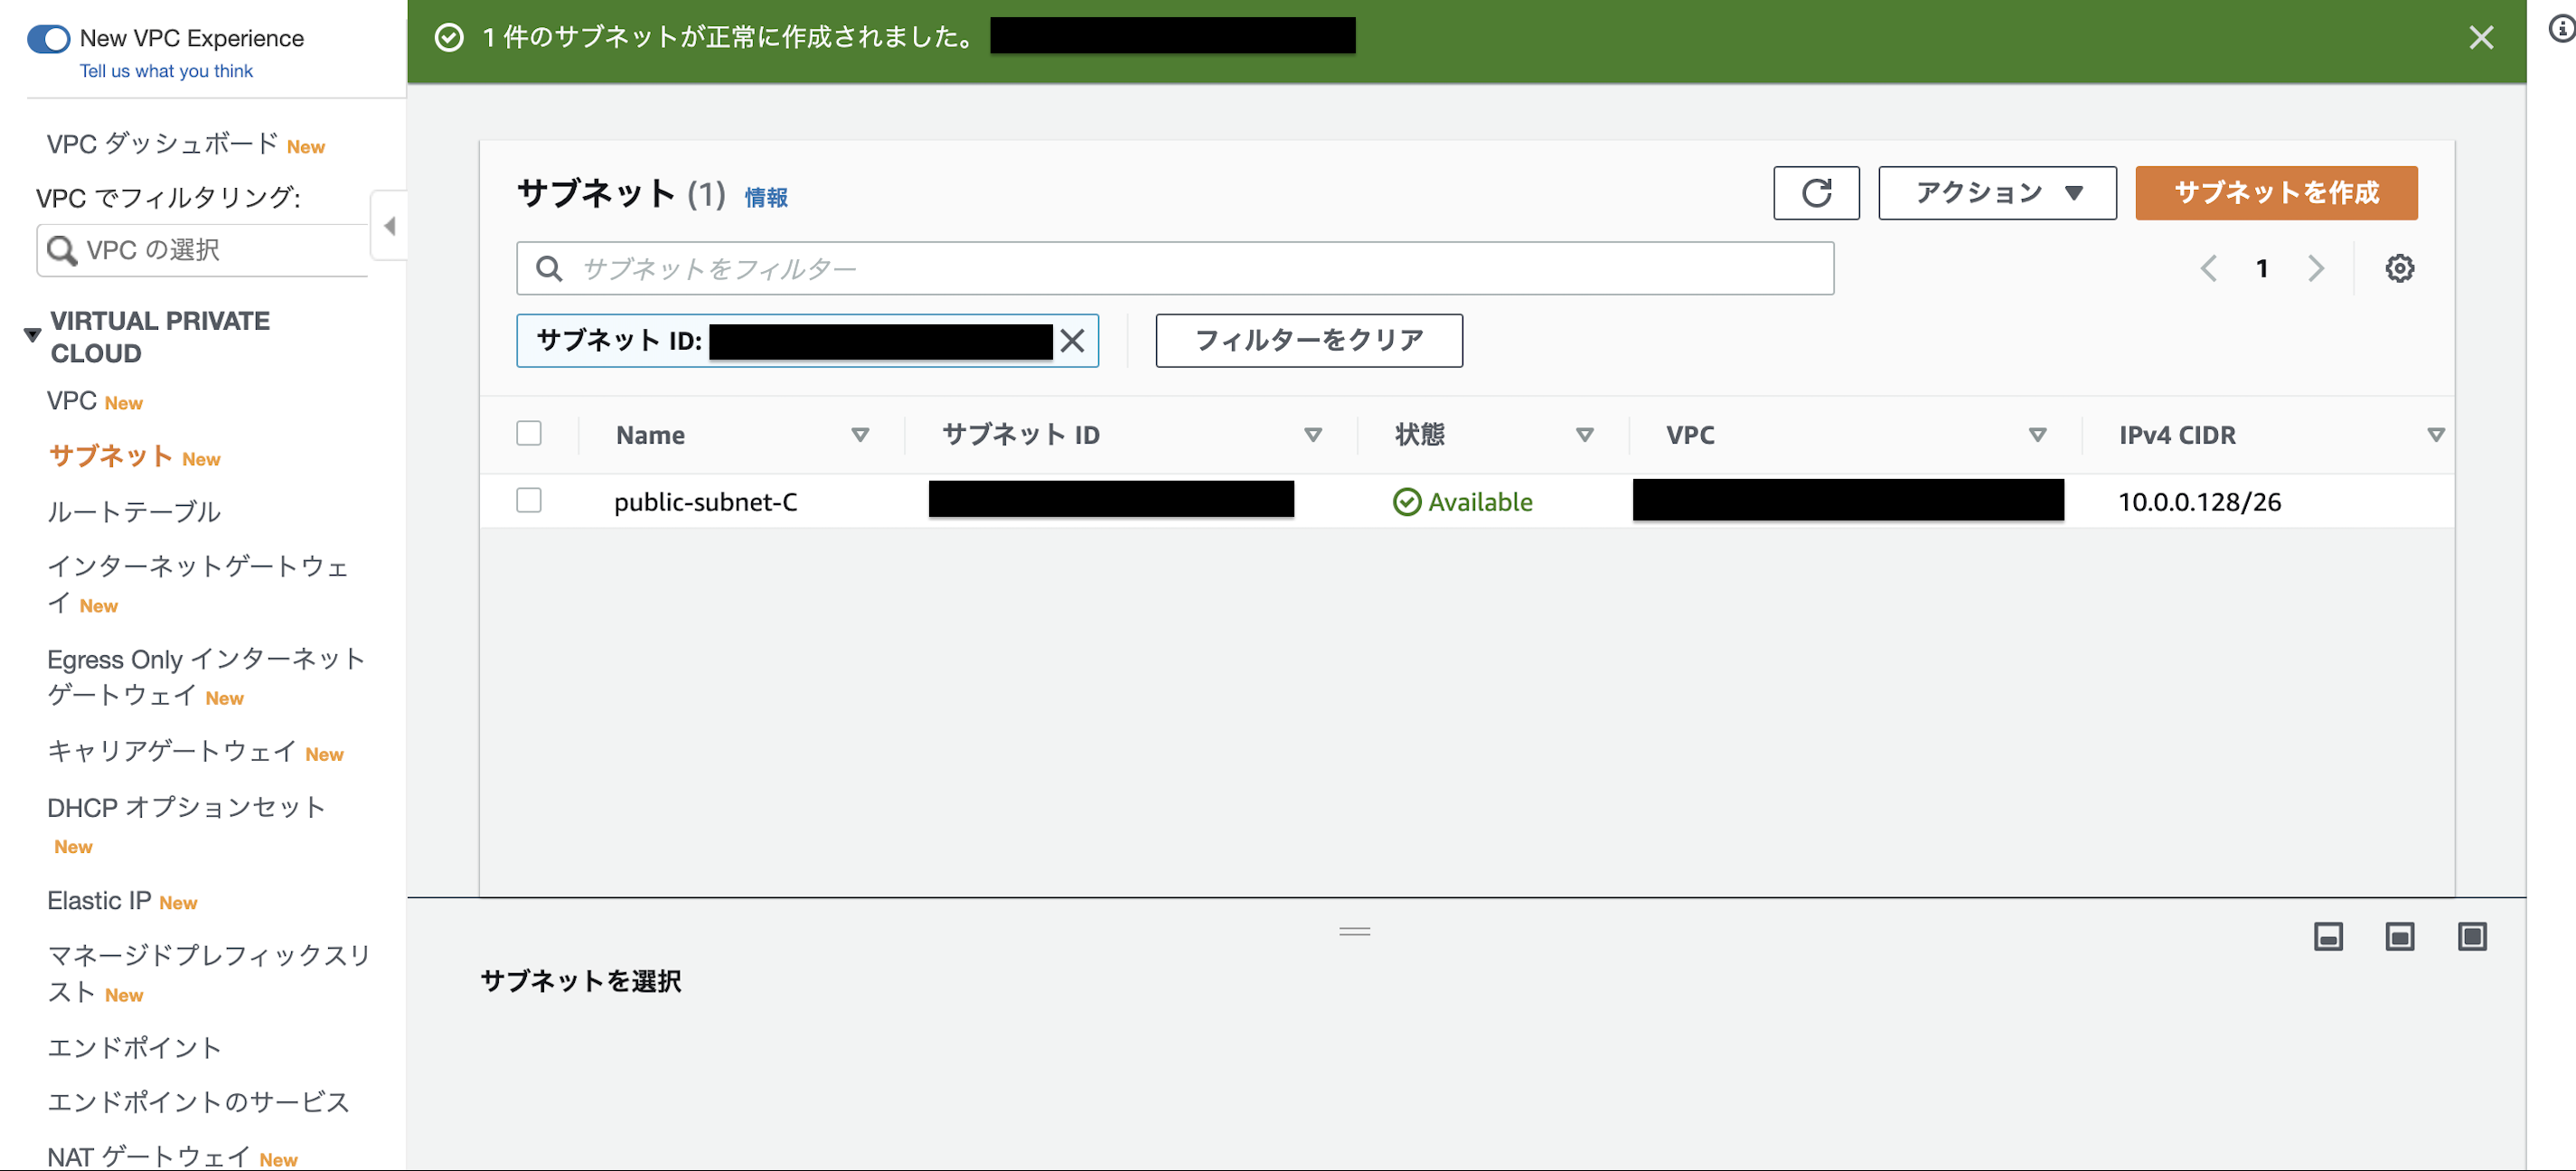 New VPC Experience
Tell us what you think
VPC ダッシュボード New
VPC でフィルタリング:
VPC の選択
VIRTUAL PRIVATE
CLOUD
VPC New
サブネット New
ルートテーブル
インターネットゲートウェ
イ New
Egress Only インターネット
ゲートウェイ New
キャリアゲートウェイ New
DHCP オプションセット
New
Elastic IP New
マネージドプレフィックスリ
スト New
エンドポイント
エンドポイントのサービス
NAT ゲートウェイ New
1 件のサブネットが正常に作成されました。
サブネット (1) 情報
アクション
サブネットを作成
サブネットをフィルター
1
サブネット ID:
フィルターをクリア
Name サブネット ID 状態 VPC IPv4 CIDR
public-subnet-C Available 10.0.0.128/26
サブネットを選択